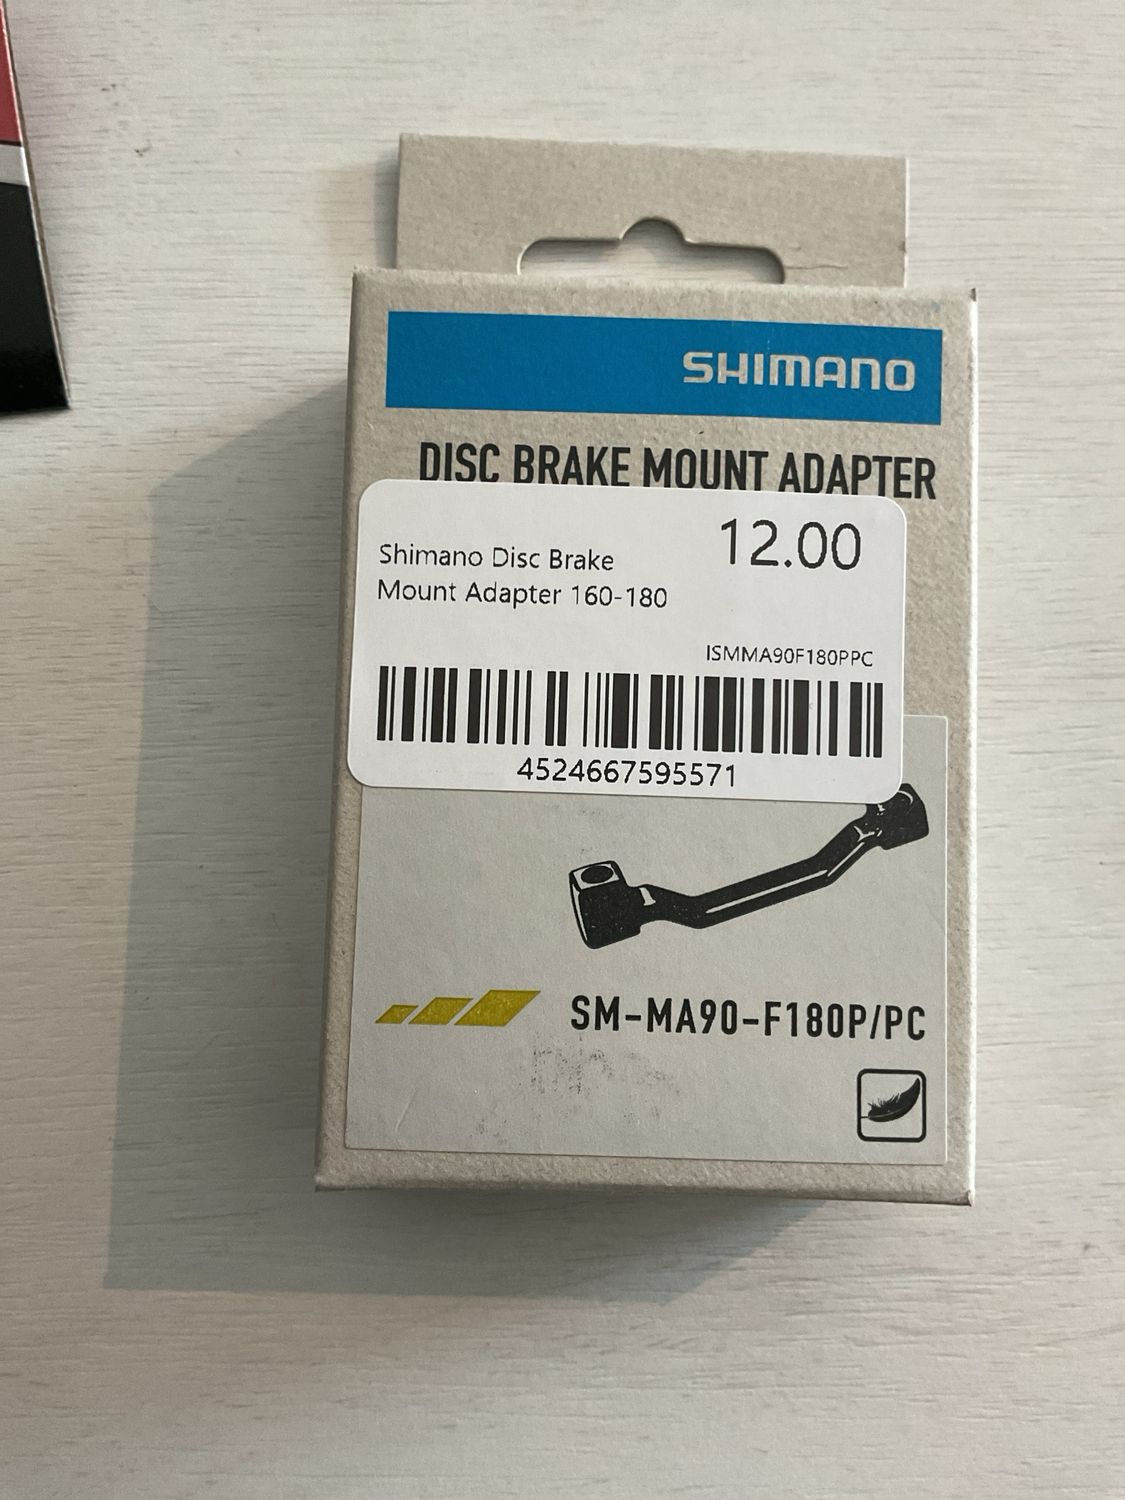 SHIMANO
DISC BRAKE MOUNT ADAPTER
12.00
Shimano Disc Brake
Mount Adapter 160-180
ISMMA90F180PPC
4524667595571
SM-MA90-F180P/PC